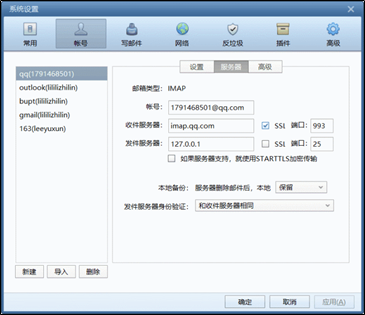 系统设置
常用 帐号 写邮件 网络 反垃圾 插件 高级
qq(1791468501)
outlook(lililizhilin)
bupt(lililizhilin)
gmail(lililizhilin)
163(leeyuxun)
新建 导入 删除
设置 服务器 高级
邮箱类型: IMAP
帐号: 1791468501@qq.com
收件服务器: imap.qq.com SSL 端口: 993
发件服务器: 127.0.0.1 SSL 端口: 25
如果服务器支持，就使用STARTTLS加密传输
本地备份: 服务器删除邮件后，本地 保留
发件服务器身份验证: 和收件服务器相同
确定 取消 应用(A)